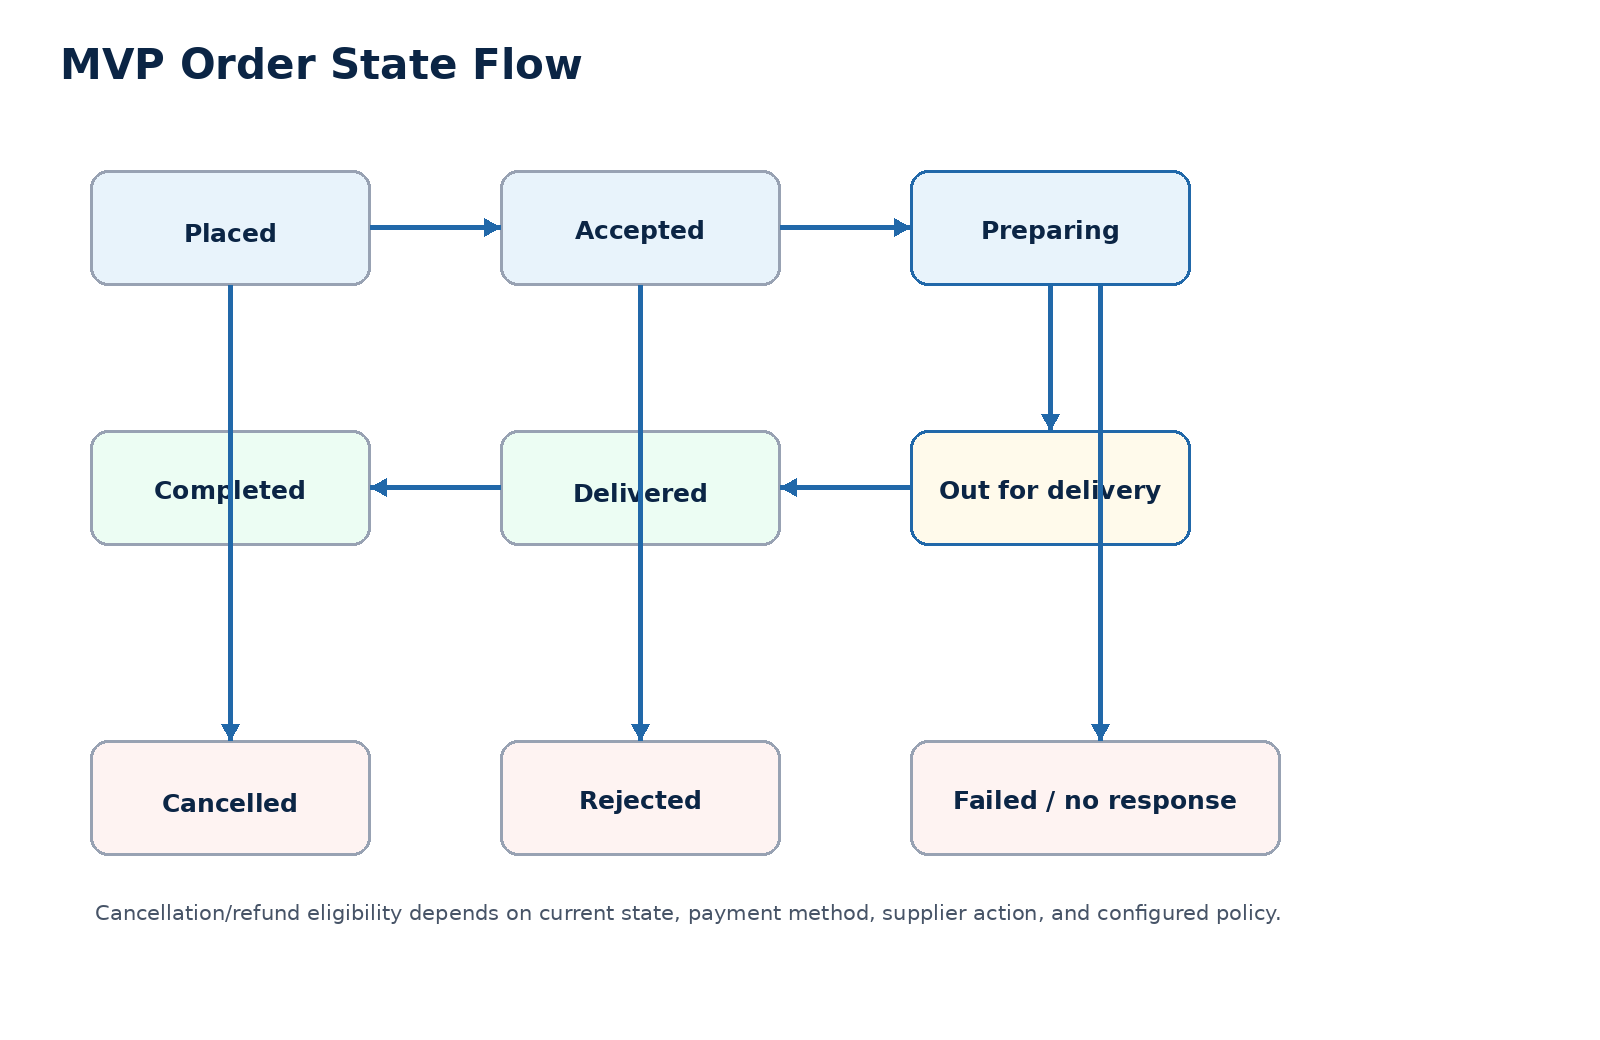 MVP Order State Flow
Placed
Accepted
Preparing
Completed
Delivered
Out for delivery
Cancelled
Rejected
Failed / no response
Cancellation/refund eligibility depends on current state, payment method, supplier action, and configured policy.